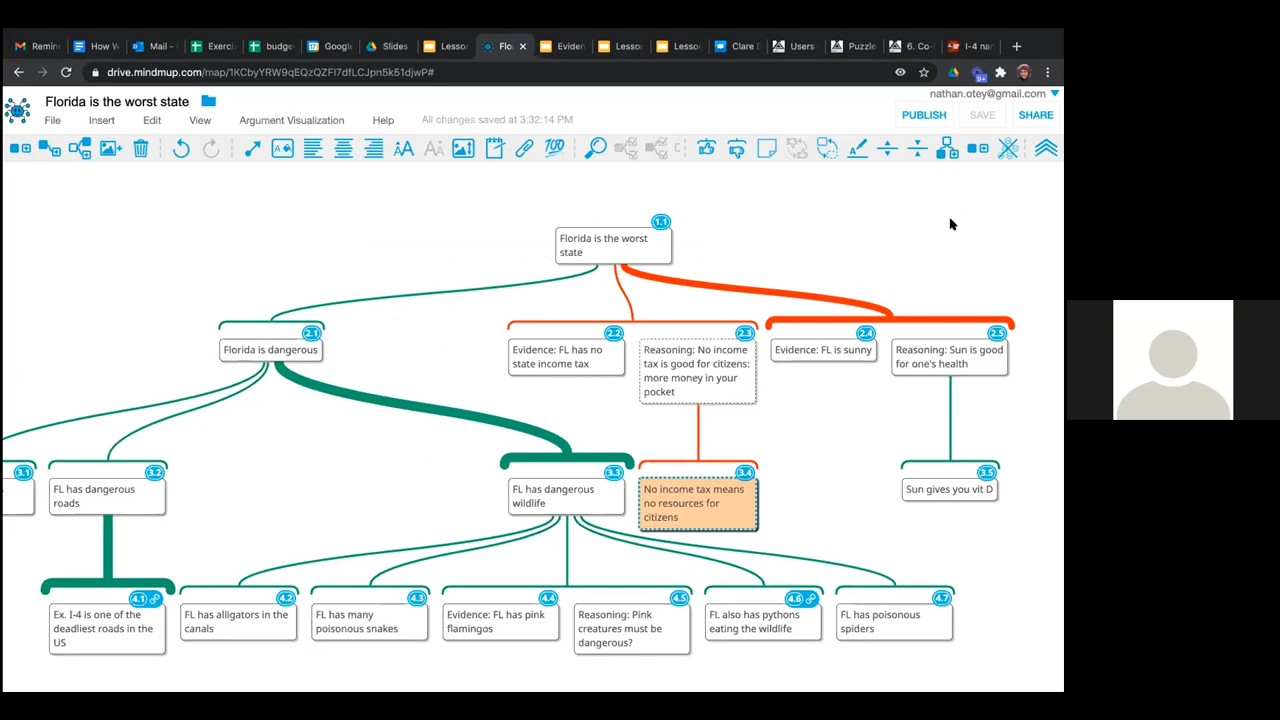 Remin
How W
Mail -
Exerci
budge
Google
Slides
Lesso
Flo
Eviden
Lesson
Lesso
Clare E
Users
Puzzle
6. Co-
I-4 nar
drive.mindmup.com/map/1KCbyYRW9qEQzQZFl7dfLCJpn5k51djwP#
9+
Florida is the worst state
nathan.otey@gmail.com
File
Insert
Edit
View
Argument Visualization
Help
All changes saved at 3:32:14 PM
PUBLISH
SAVE
SHARE
AA
AA
100
1.1
Florida is the worst
state
2.1
Florida is dangerous
2.2
Evidence: FL has no
state income tax
2.3
Reasoning: No income
tax is good for citizens:
more money in your
pocket
2.4
Evidence: FL is sunny
2.5
Reasoning: Sun is good
for one's health
3.1
s
3.2
FL has dangerous
roads
3.3
FL has dangerous
wildlife
3.4
No income tax means
no resources for
citizens
3.5
Sun gives you vit D
4.1
Ex. I-4 is one of the
deadliest roads in the
US
4.2
FL has alligators in the
canals
4.3
FL has many
poisonous snakes
4.4
Evidence: FL has pink
flamingos
4.5
Reasoning: Pink
creatures must be
dangerous?
4.6
FL also has pythons
eating the wildlife
4.7
FL has poisonous
spiders